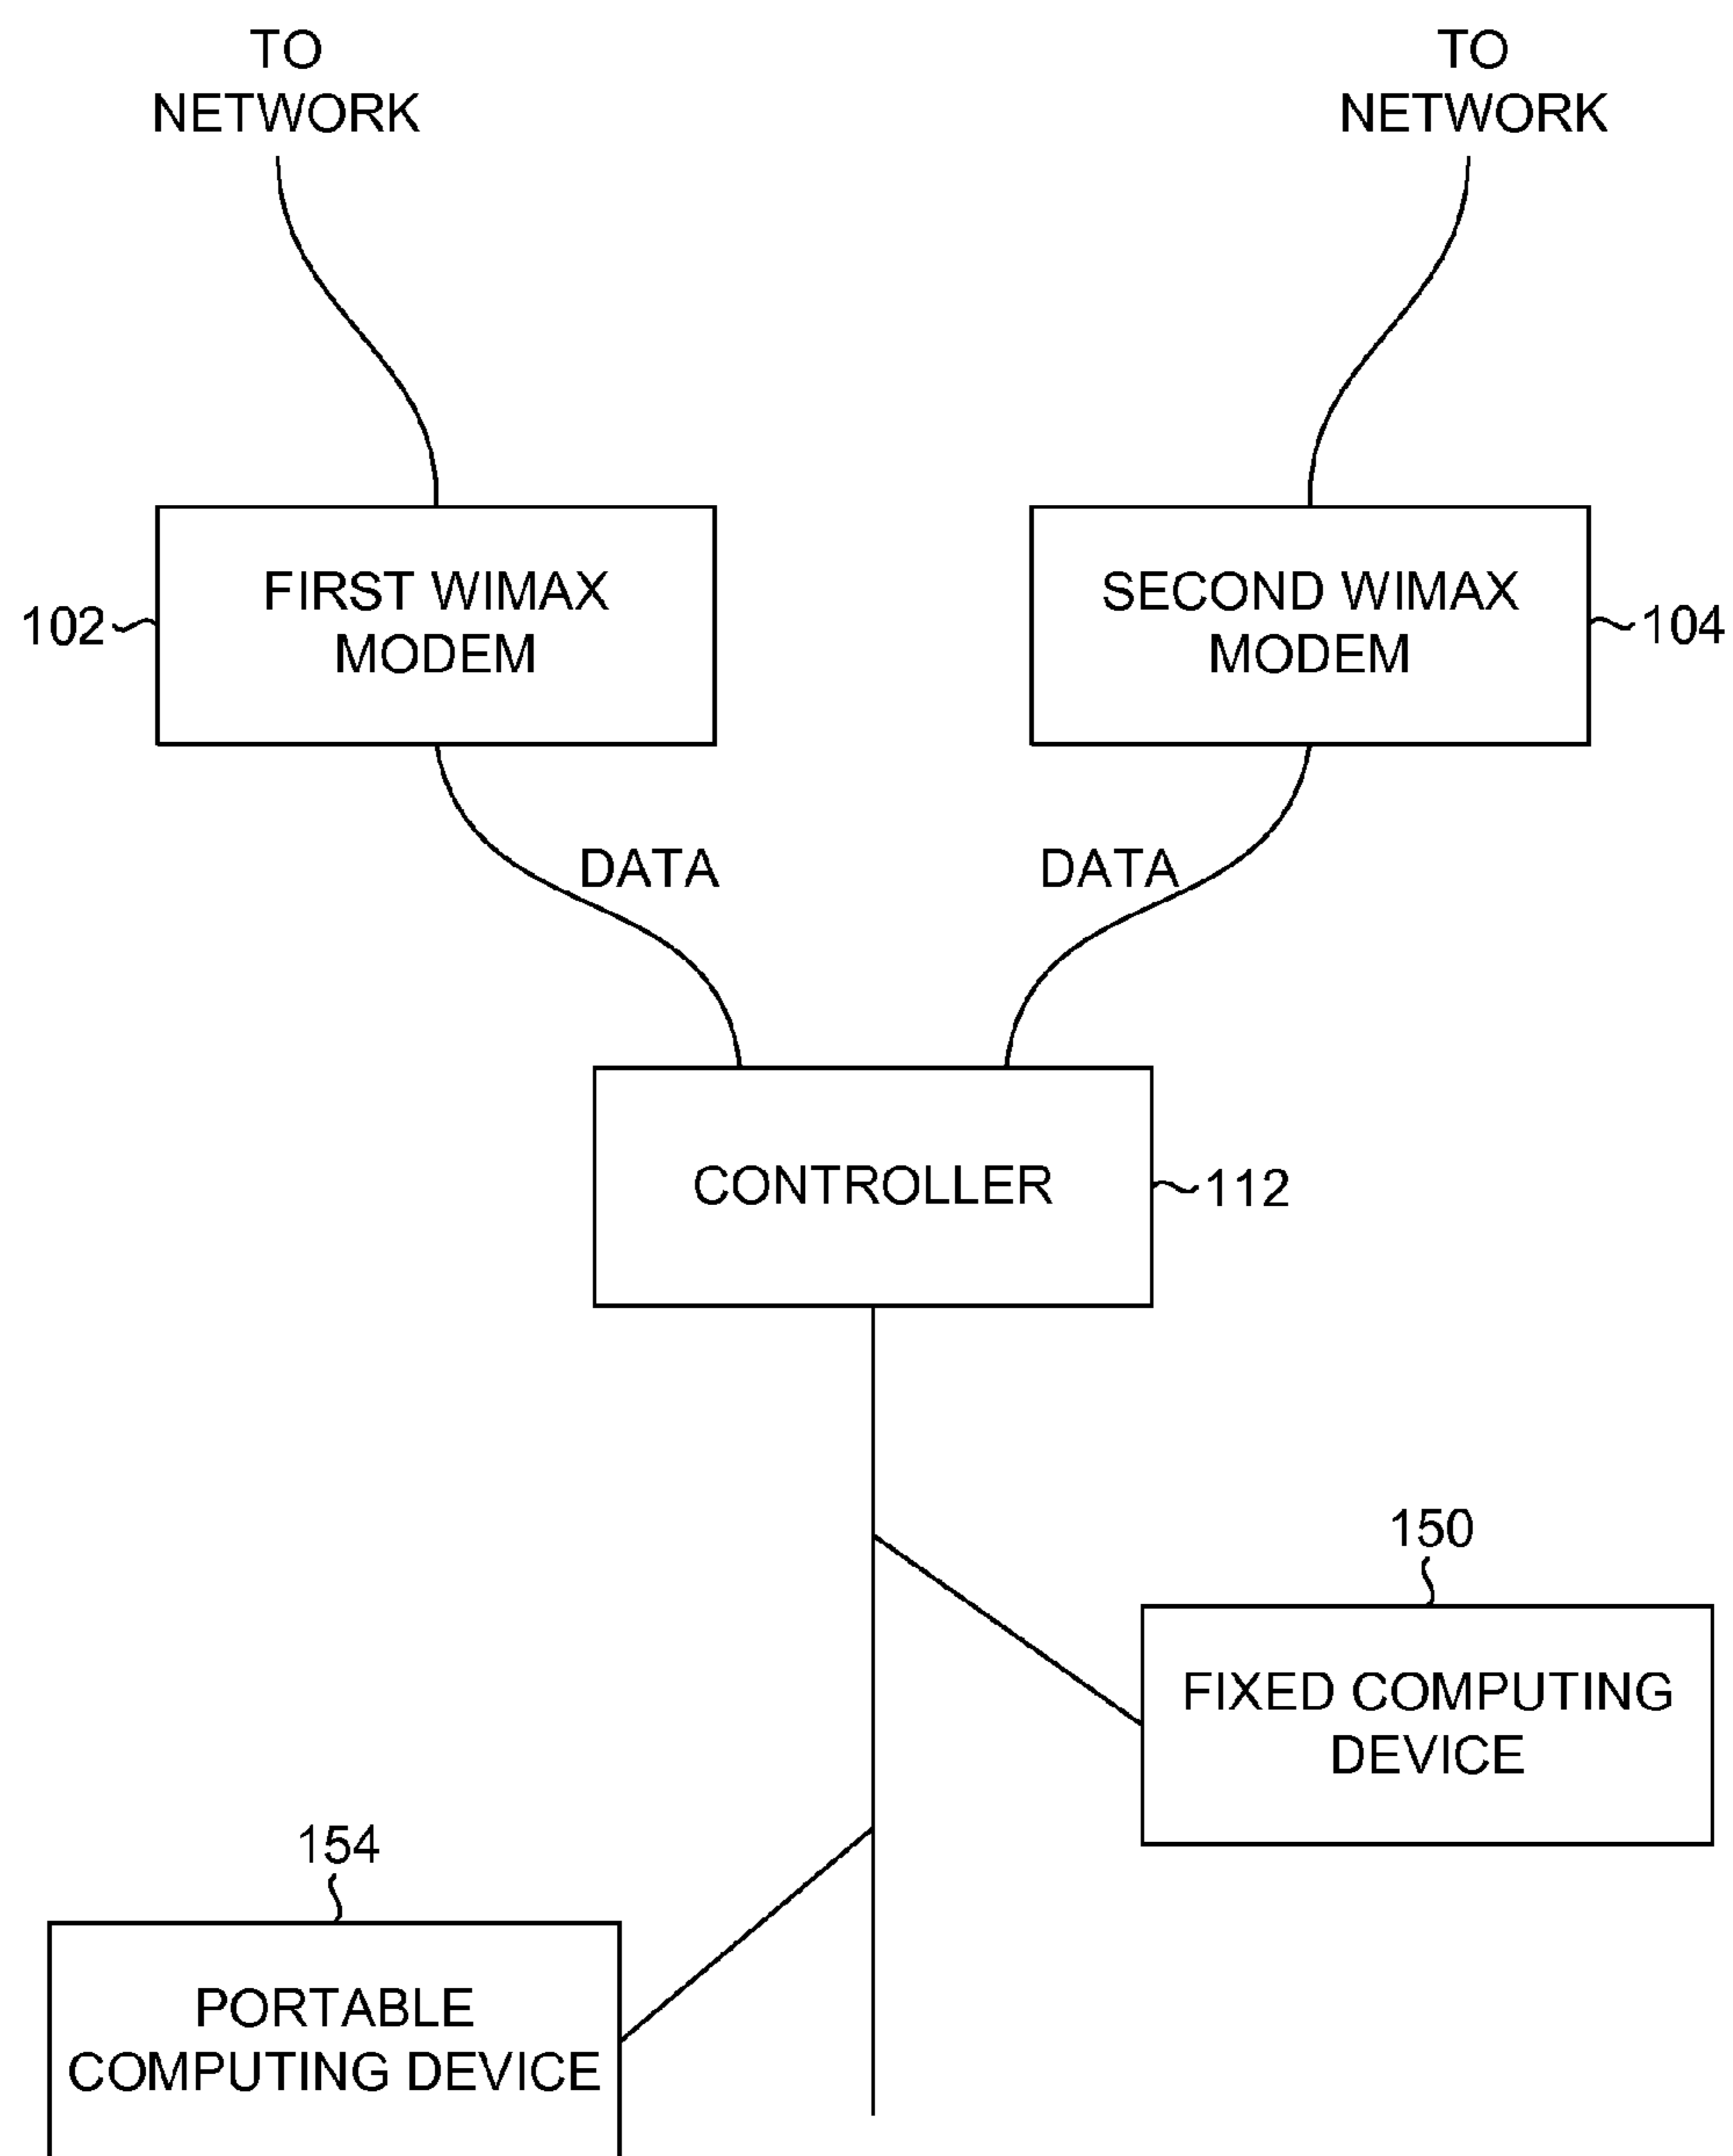 TO
NETWORK
TO
NETWORK
FIRST WIMAX
MODEM
102
SECOND WIMAX
MODEM
104
DATA
DATA
CONTROLLER
112
150
FIXED COMPUTING
DEVICE
154
PORTABLE
COMPUTING DEVICE